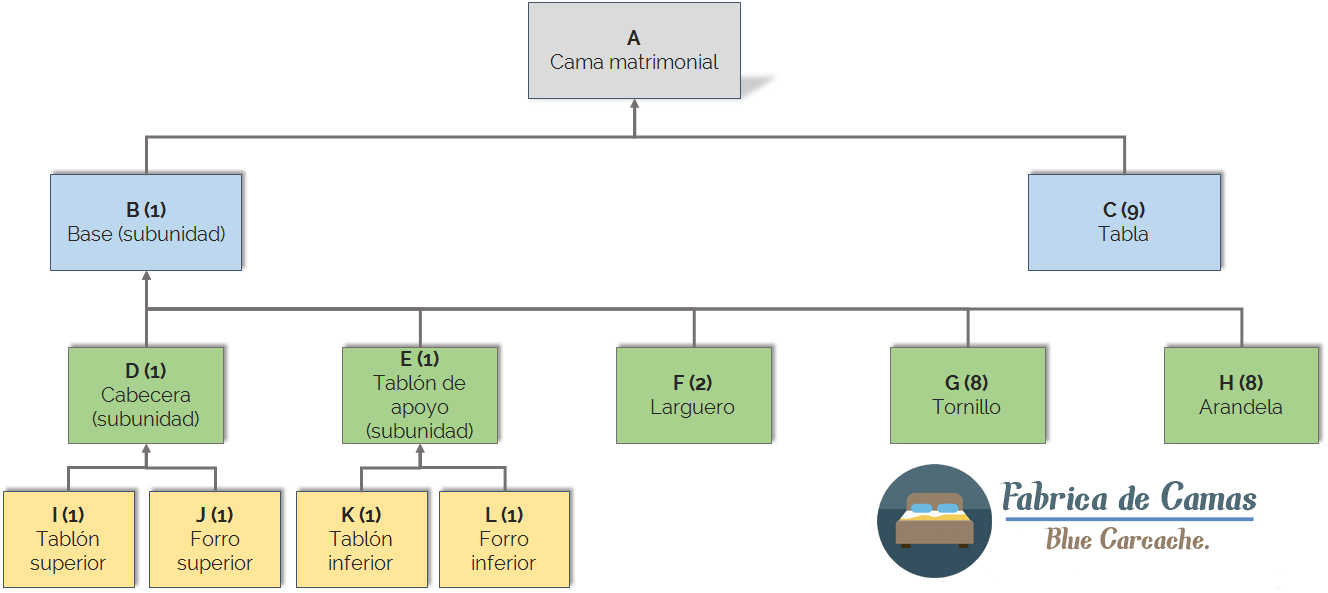 A
Cama matrimonial
B (1)
Base (subunidad)
C (9)
Tabla
D (1)
Cabecera
(subunidad)
E (1)
Tablón de
apoyo
(subunidad)
F (2)
Larguero
G (8)
Tornillo
H (8)
Arandela
I (1)
Tablón
superior
J (1)
Forro
superior
K (1)
Tablón
inferior
L (1)
Forro
inferior
Fabrica de Camas
Blue Carcache.